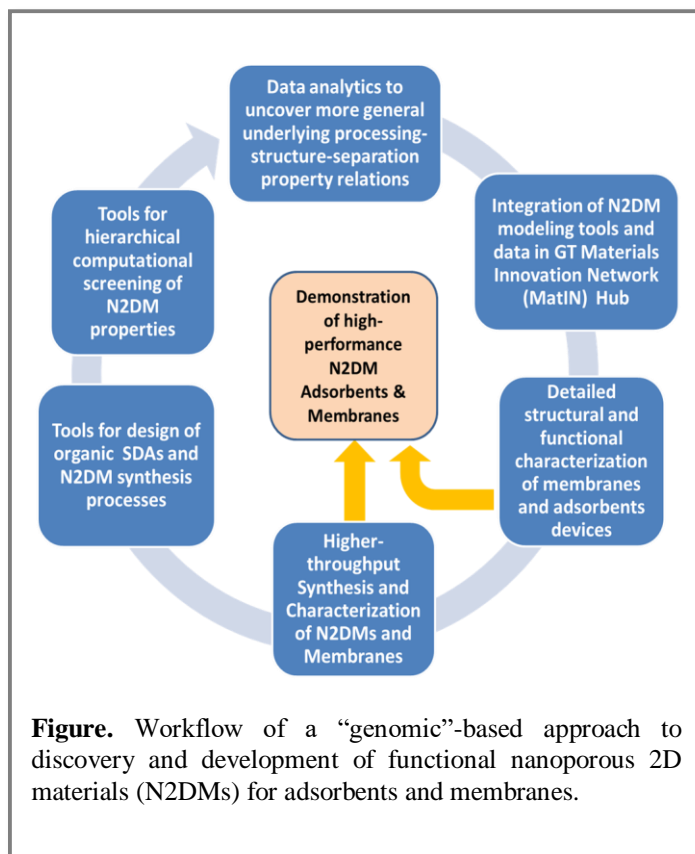 Data analytics to
uncover more general
underlying processing-
structure-separation
property relations
Integration of N2DM
modeling tools and
data in GT Materials
Innovation Network
(MatIN) Hub
Detailed
structural and
functional
characterization
of membranes
and adsorbents
devices
Higher-
throughput
Synthesis and
Characterization
of N2DMs and
Membranes
Tools for design of
organic SDAs and
N2DM synthesis
processes
Tools for
hierarchical
computational
screening of
N2DM
properties
Demonstration
of high-
performance
N2DM
Adsorbents &
Membranes
Figure. Workflow of a “genomic”-based approach to
discovery and development of functional nanoporous 2D
materials (N2DMs) for adsorbents and membranes.